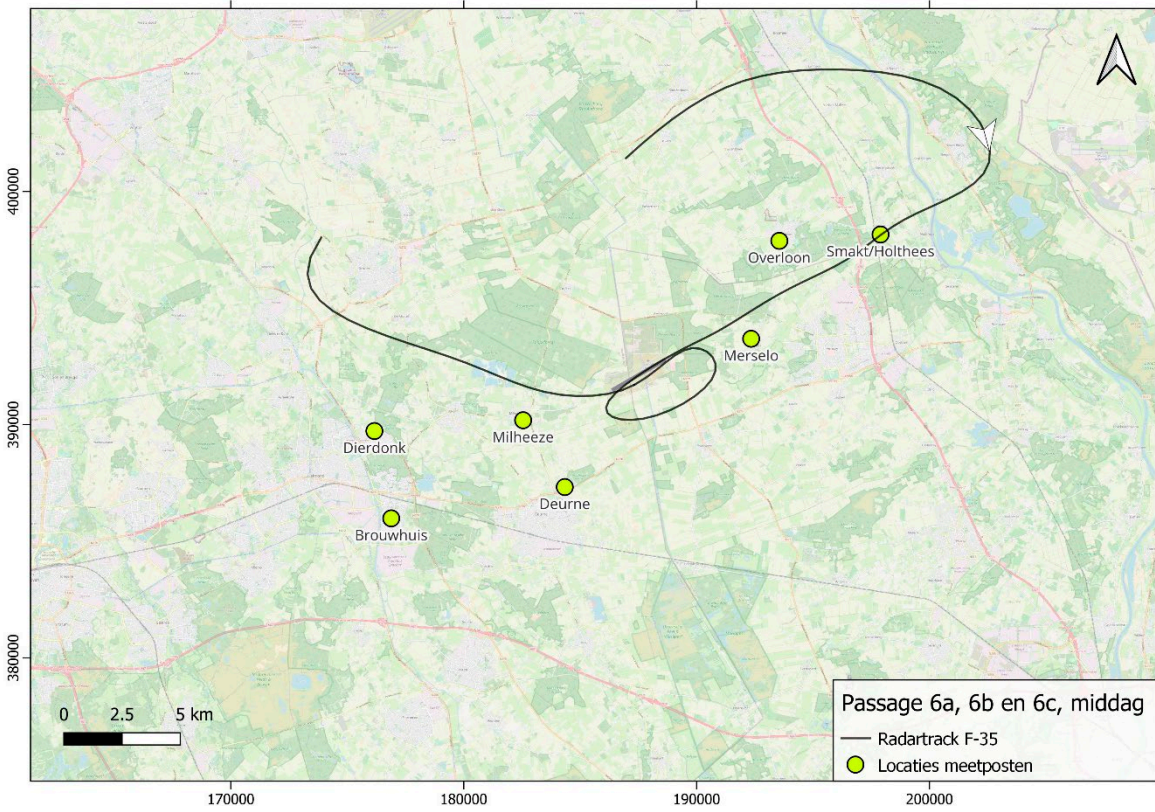 400000
390000
380000
Overloon
Smakt/Holthees
Merselo
Milheeze
Dierdonk
Deurne
Brouwhuis
0 2.5 5 km
Passage 6a, 6b en 6c, middag
Radartrack F-35
Locaties meetposten
170000 180000 190000 200000